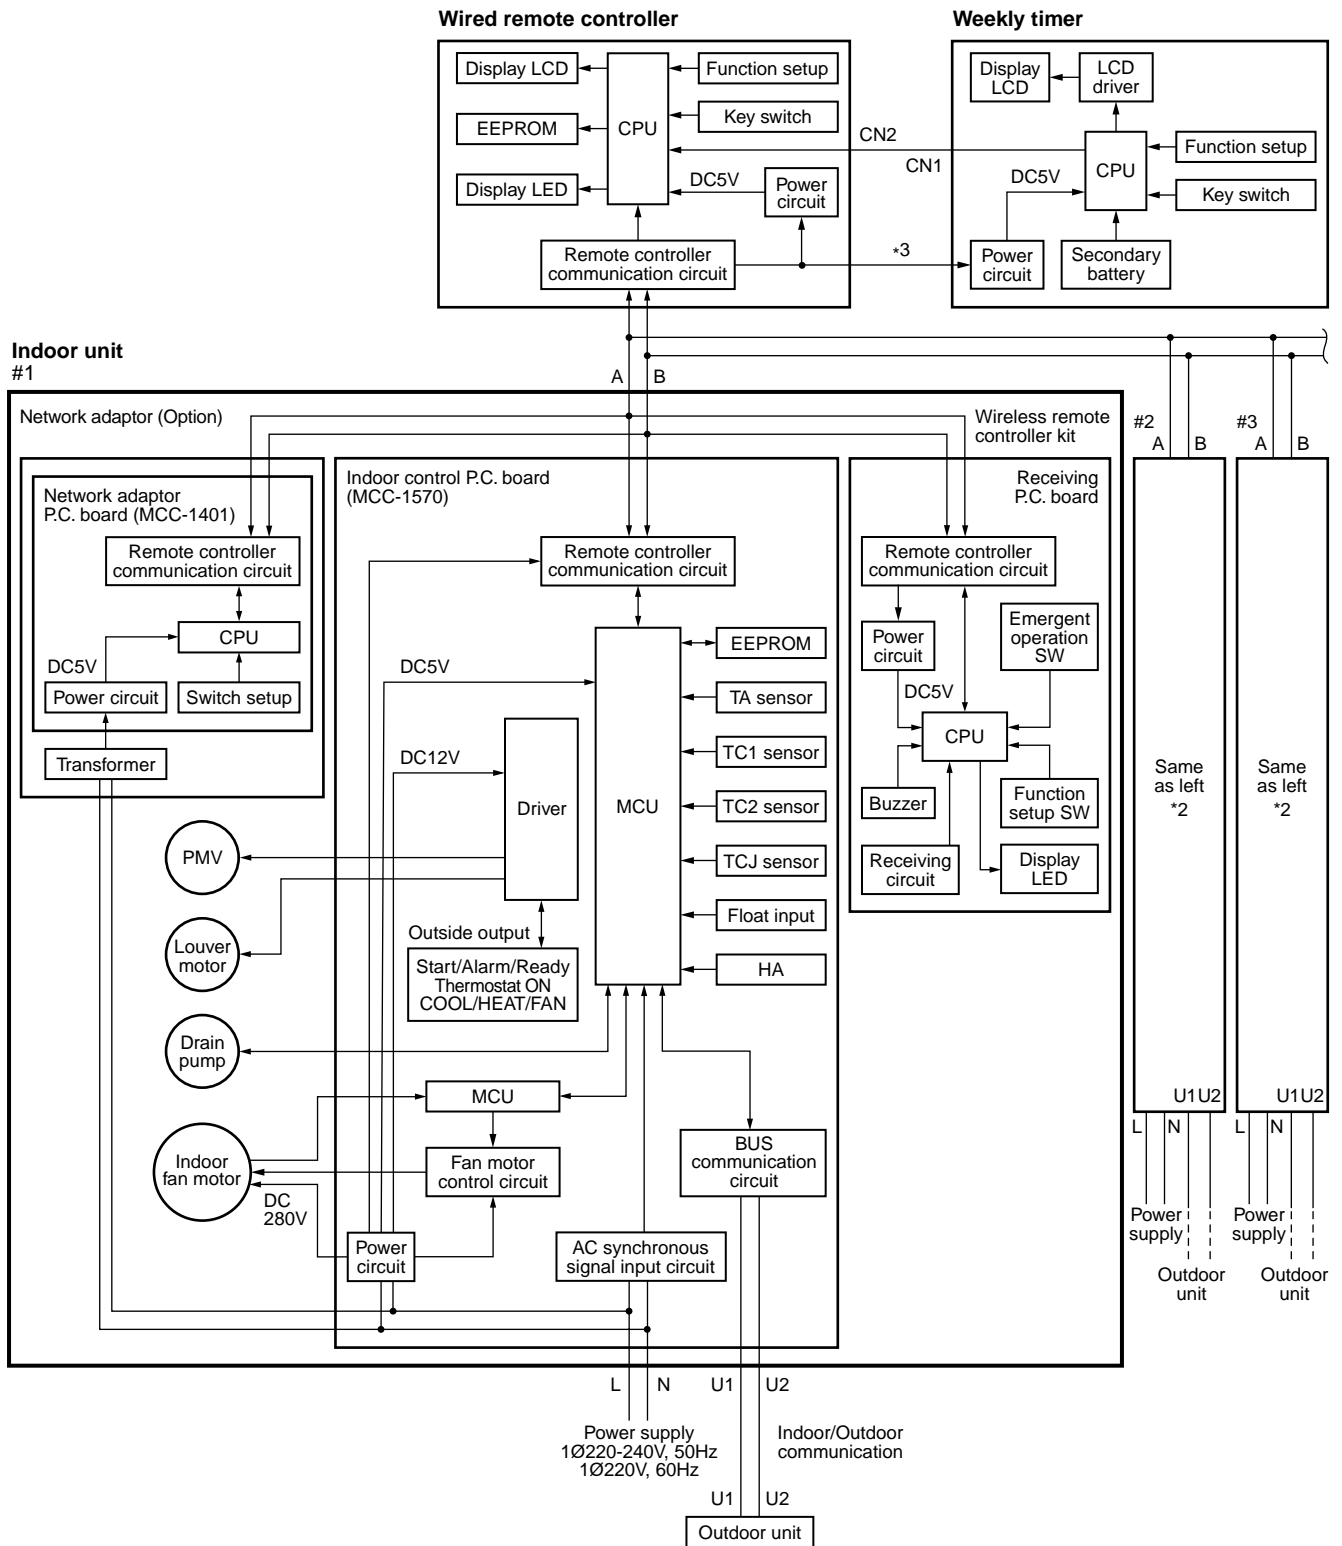 Wired remote controller
Weekly timer
Display LCD
CPU
Function setup
EEPROM
Key switch
Display LED
DC5V
Power
circuit
Remote controller
communication circuit
CN2
CN1
*3
Display
LCD
LCD
driver
CPU
Function setup
DC5V
Key switch
Power
circuit
Secondary
battery
Indoor unit
#1
A
B
Network adaptor (Option)
Wireless remote
controller kit
Network adaptor
P.C. board (MCC-1401)
Remote controller
communication circuit
CPU
DC5V
Power circuit
Switch setup
Transformer
Indoor control P.C. board
(MCC-1570)
Remote controller
communication circuit
DC5V
DC12V
Driver
MCU
EEPROM
TA sensor
TC1 sensor
TC2 sensor
TCJ sensor
Float input
HA
Outside output
Start/Alarm/Ready
Thermostat ON
COOL/HEAT/FAN
PMV
Louver
motor
Drain
pump
Indoor
fan motor
DC
280V
MCU
Fan motor
control circuit
Power
circuit
AC synchronous
signal input circuit
BUS
communication
circuit
Receiving
P.C. board
Remote controller
communication circuit
Power
circuit
Emergent
operation
SW
DC5V
CPU
Buzzer
Function
setup SW
Receiving
circuit
Display
LED
#2
A
B
Same
as left
*2
U1
U2
L
N
Power
supply
Outdoor
unit
#3
A
B
Same
as left
*2
U1
U2
L
N
Power
supply
Outdoor
unit
L
N
U1
U2
Power supply
1Ø220-240V, 50Hz
1Ø220V, 60Hz
Indoor/Outdoor
communication
U1
U2
Outdoor unit